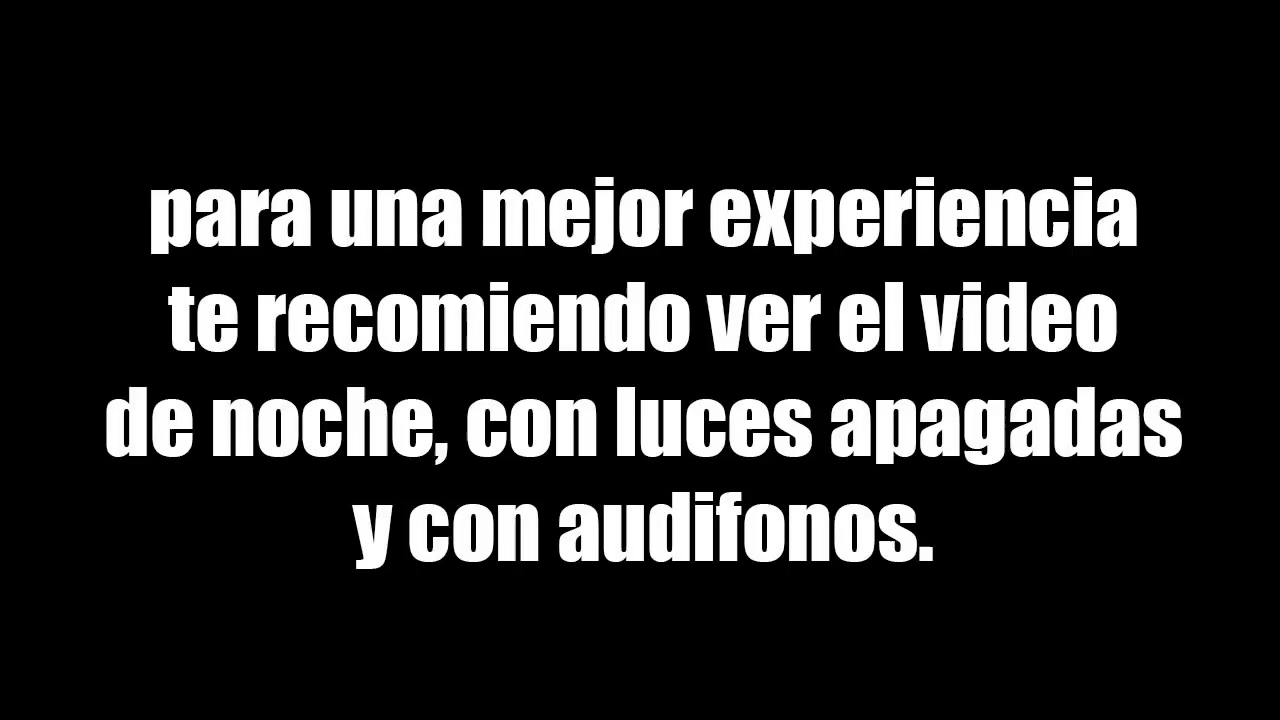 para una mejor experiencia
te recomiendo ver el video
de noche, con luces apagadas
y con audifonos.